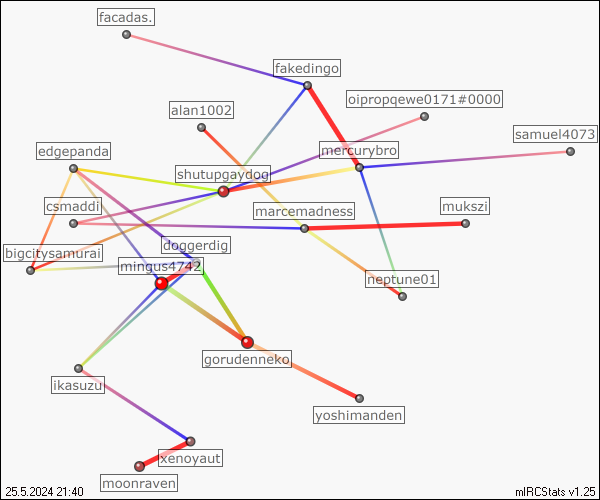 facadas.
fakedingo
oipropqewe0171#0000
alan1002
samuel4073
edgepanda
mercurybro
shutupgaydog
csmaddi
marcemadness
mukszi
doggerdig
bigcitysamurai
mingus4742
neptune01
gorudenneko
ikasuzu
yoshimanden
xenoyaut
moonraven
25.5.2024 21:40
mIRCStats v1.25